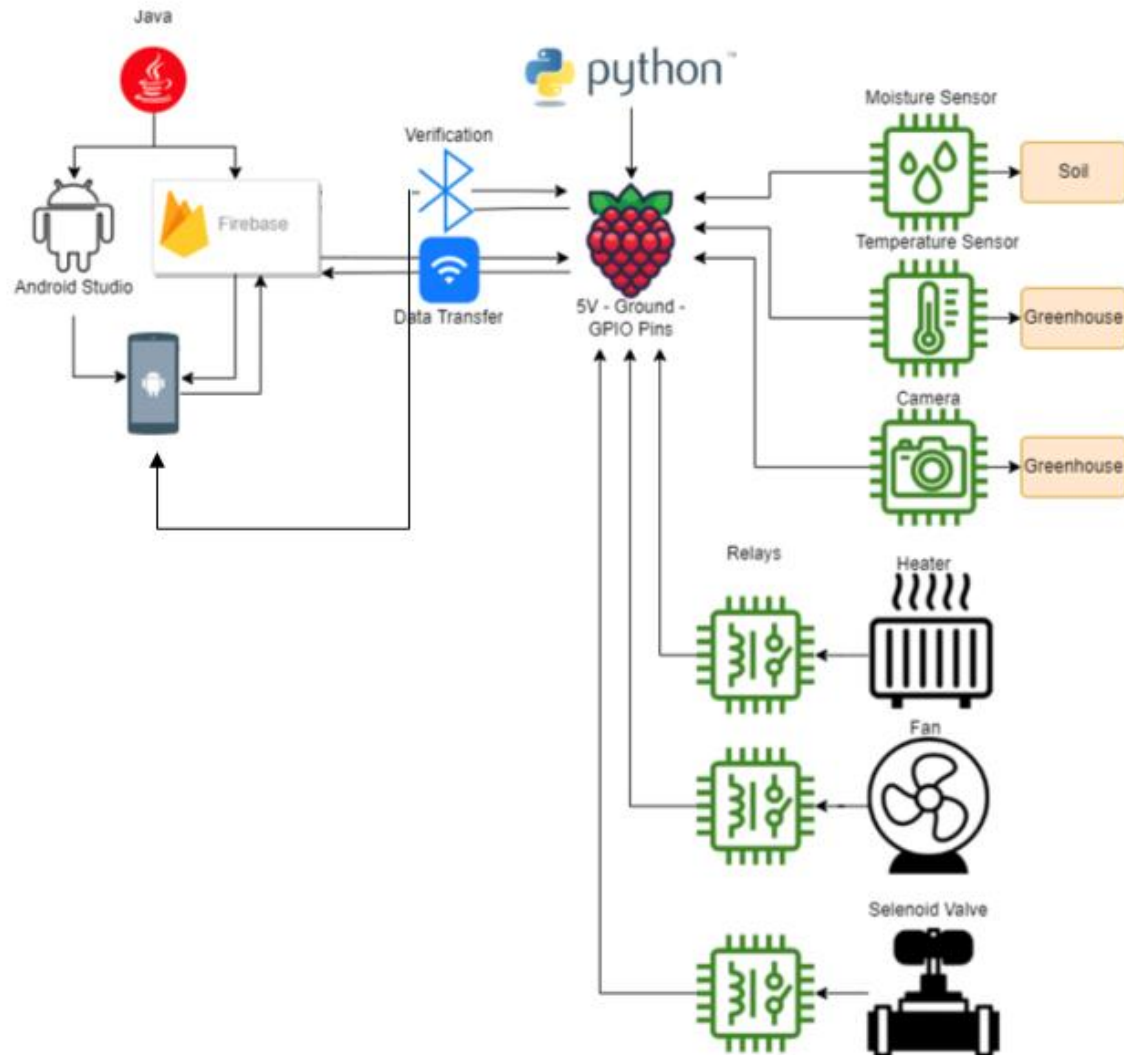 Java
python™
Moisture Sensor
Verification
Soil
Firebase
Temperature Sensor
Android Studio
Data Transfer
5V - Ground -
GPIO Pins
Greenhouse
Camera
Greenhouse
Relays
Heater
Fan
Selenoid Valve